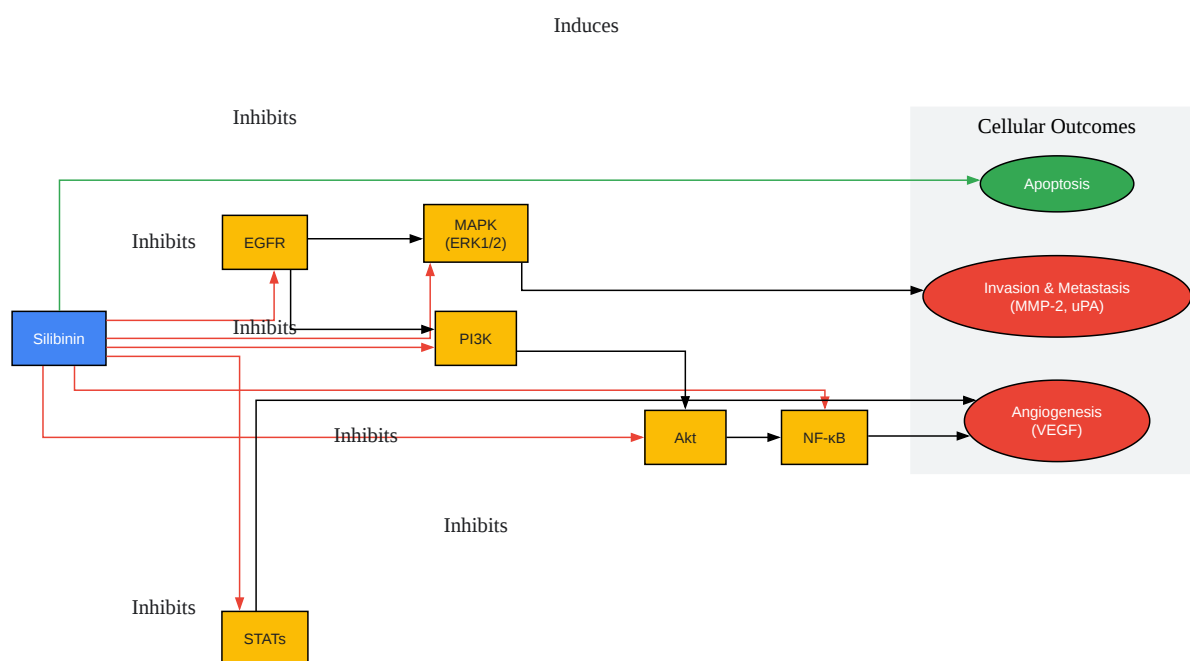 Induces
Inhibits
Cellular Outcomes
Apoptosis
MAPK
(ERK1/2)
Inhibits
EGFR
Invasion & Metastasis
(MMP-2, uPA)
Inhibits
Silibinin
PI3K
Angiogenesis
(VEGF)
Inhibits
Akt
NF-κB
Inhibits
Inhibits
STATs